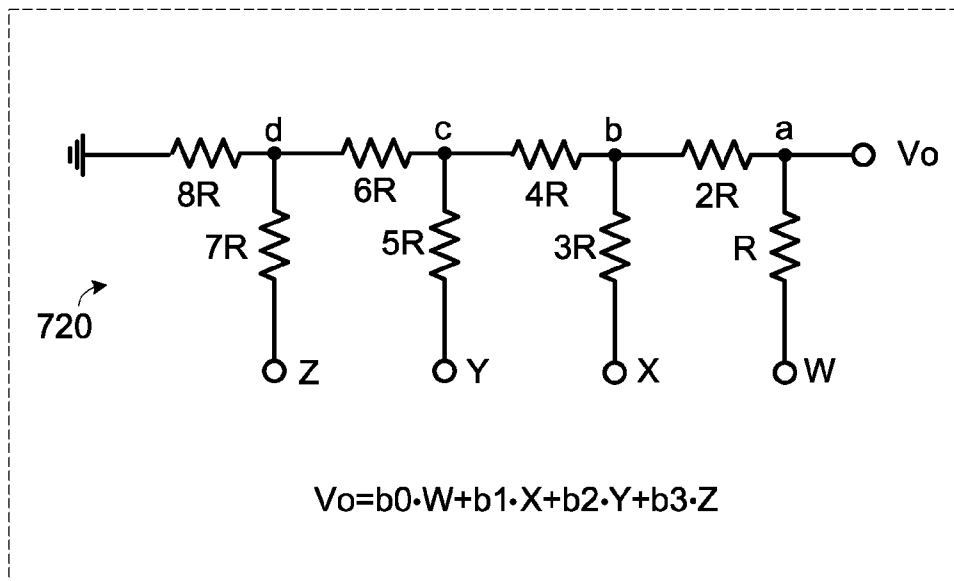 d c b a Vo
8R 6R 4R 2R
7R 5R 3R R
720
Z Y X W
Vo=b0·W+b1·X+b2·Y+b3·Z